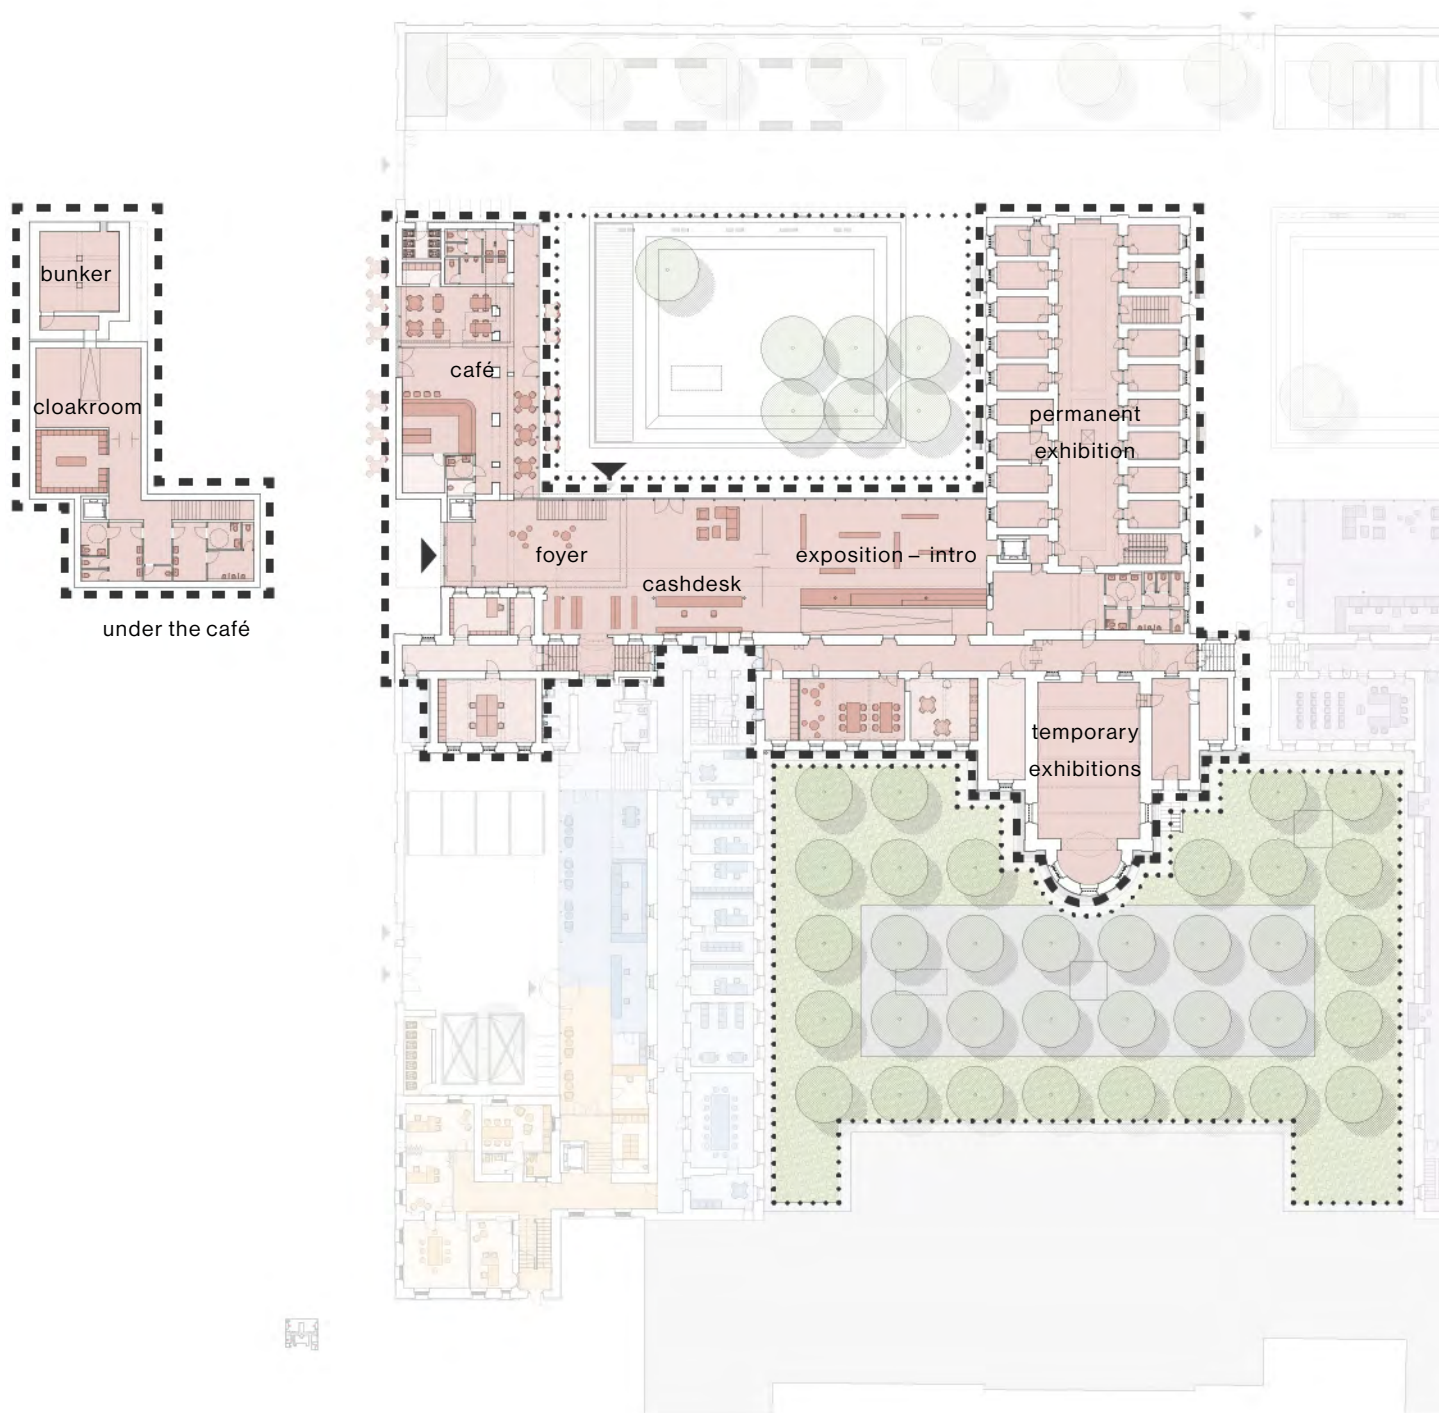 bunker
café
cloakroom
permanent
exhibition
foyer
exposition – intro
cashdesk
under the café
temporary
exhibitions